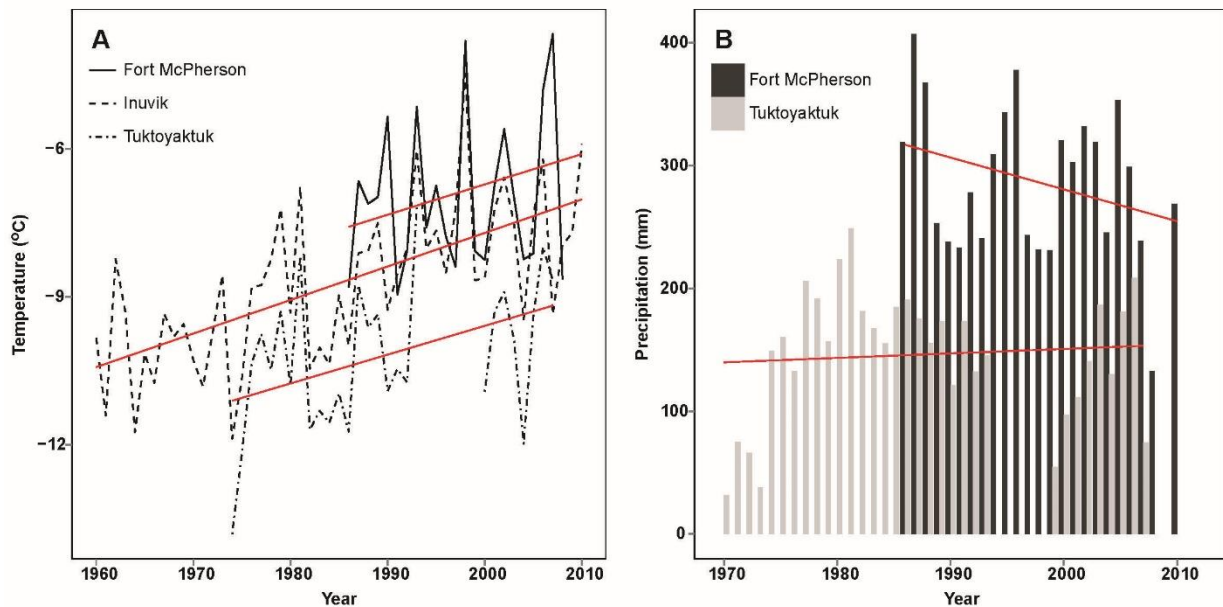 A
Fort McPherson
Inuvik
Tuktoyaktuk
Temperature (°C)
−6
−9
−12
1960 1970 1980 1990 2000 2010
Year
B
Fort McPherson
Tuktoyaktuk
Precipitation (mm)
400
300
200
100
0
1970 1980 1990 2000 2010
Year